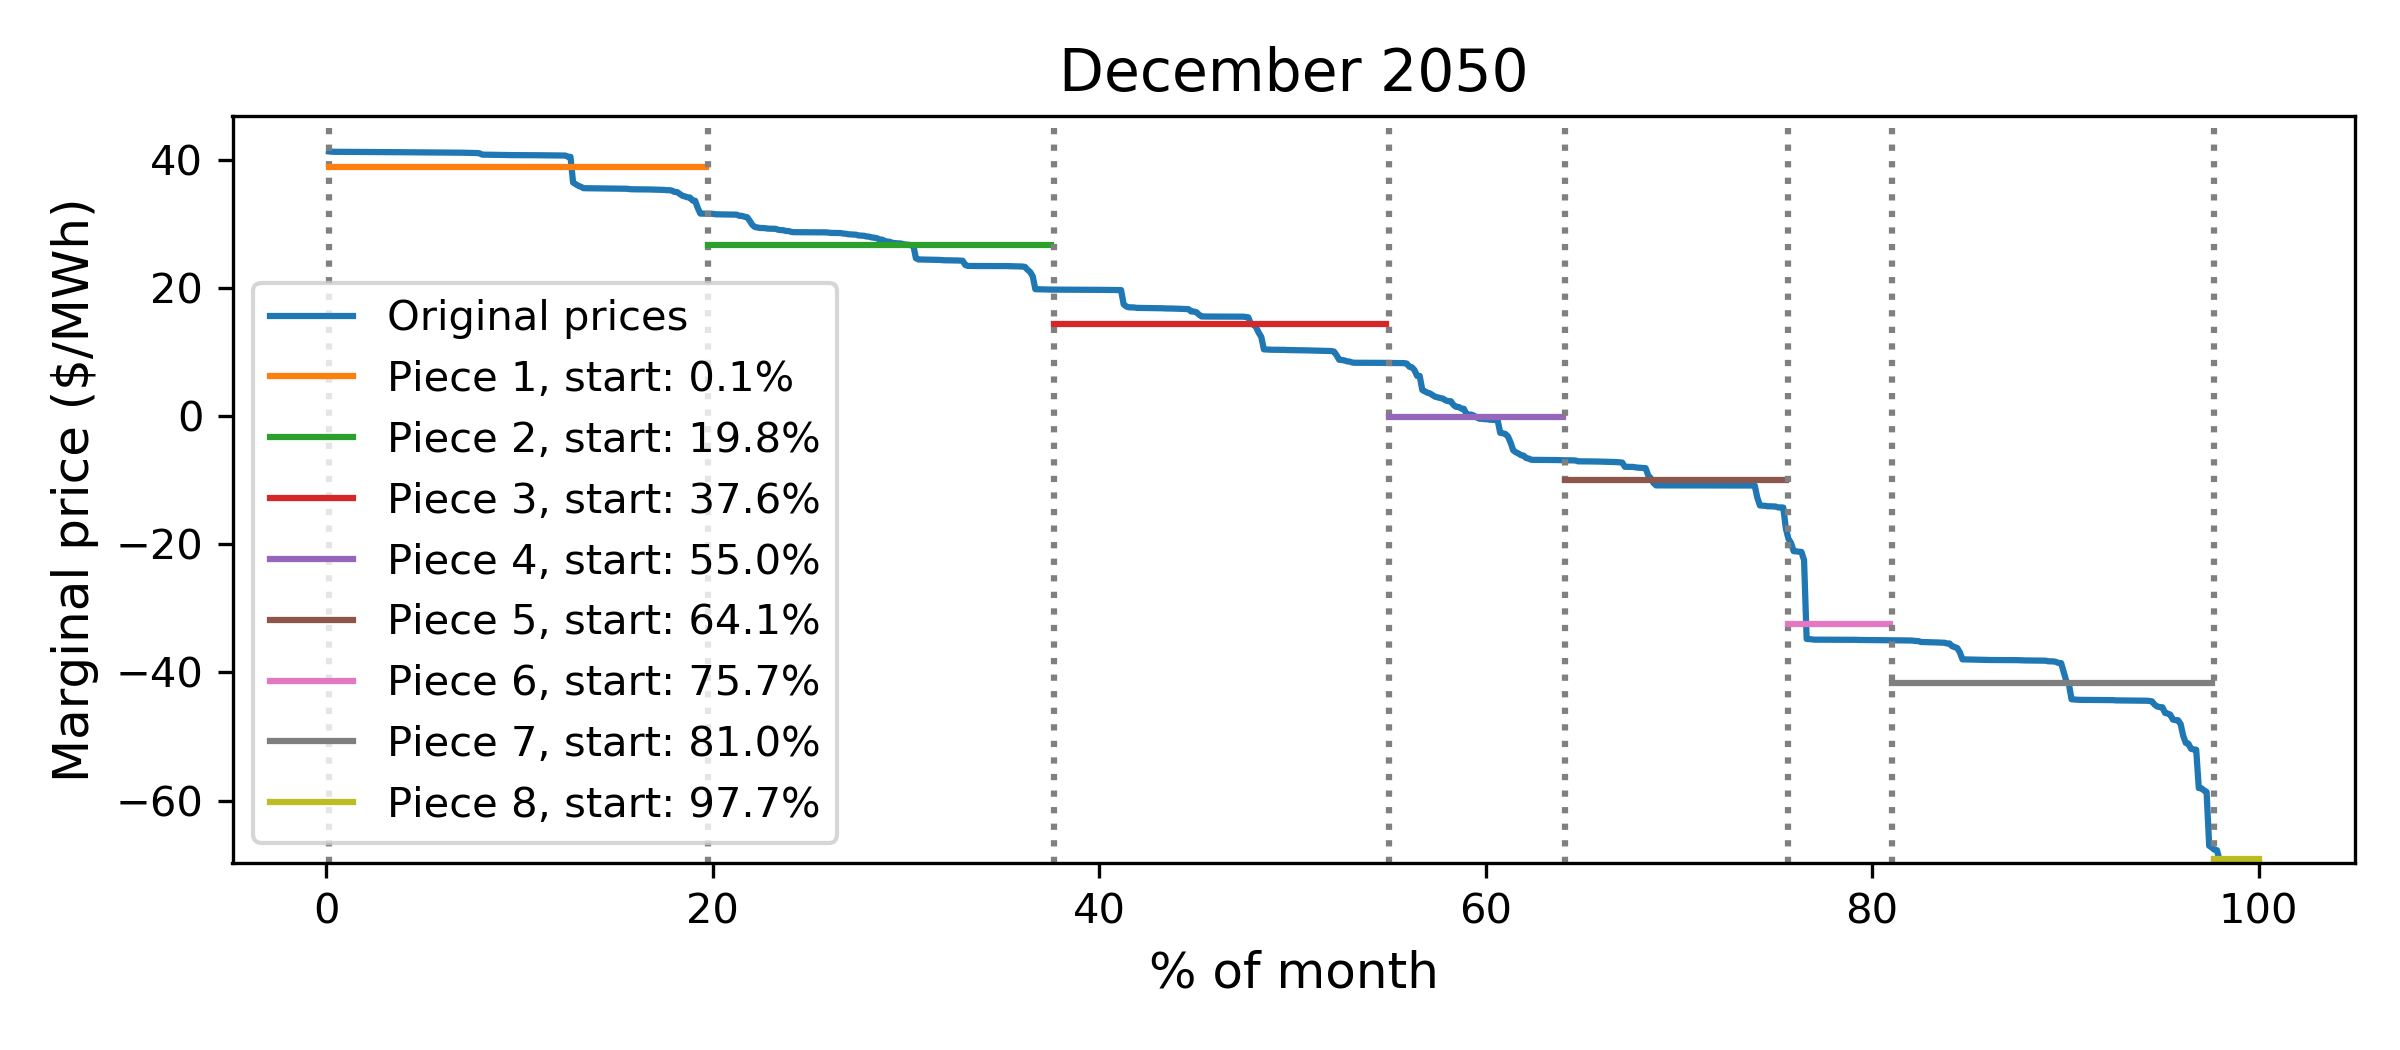 December 2050
Marginal price ($/MWh)
40
20
0
−20
−40
−60
Original prices
Piece 1, start: 0.1%
Piece 2, start: 19.8%
Piece 3, start: 37.6%
Piece 4, start: 55.0%
Piece 5, start: 64.1%
Piece 6, start: 75.7%
Piece 7, start: 81.0%
Piece 8, start: 97.7%
0 20 40 60 80 100
% of month